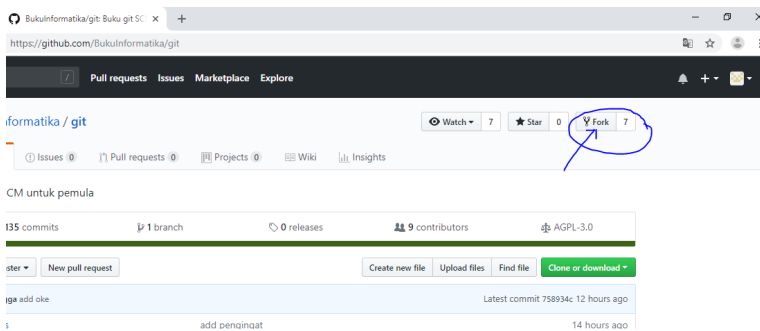 BukuInformatika/git: Buku git SC
https://github.com/BukuInformatika/git
/ Pull requests Issues Marketplace Explore
nformatika / git
Watch 7 Star 0 Fork 7
Issues 0 Pull requests 0 Projects 0 Wiki Insights
CM untuk pemula
135 commits 1 branch 0 releases 9 contributors AGPL-3.0
ster New pull request Create new file Upload files Find file Clone or download
gga add oke Latest commit 758934c 12 hours ago
s add pengingat 14 hours ago